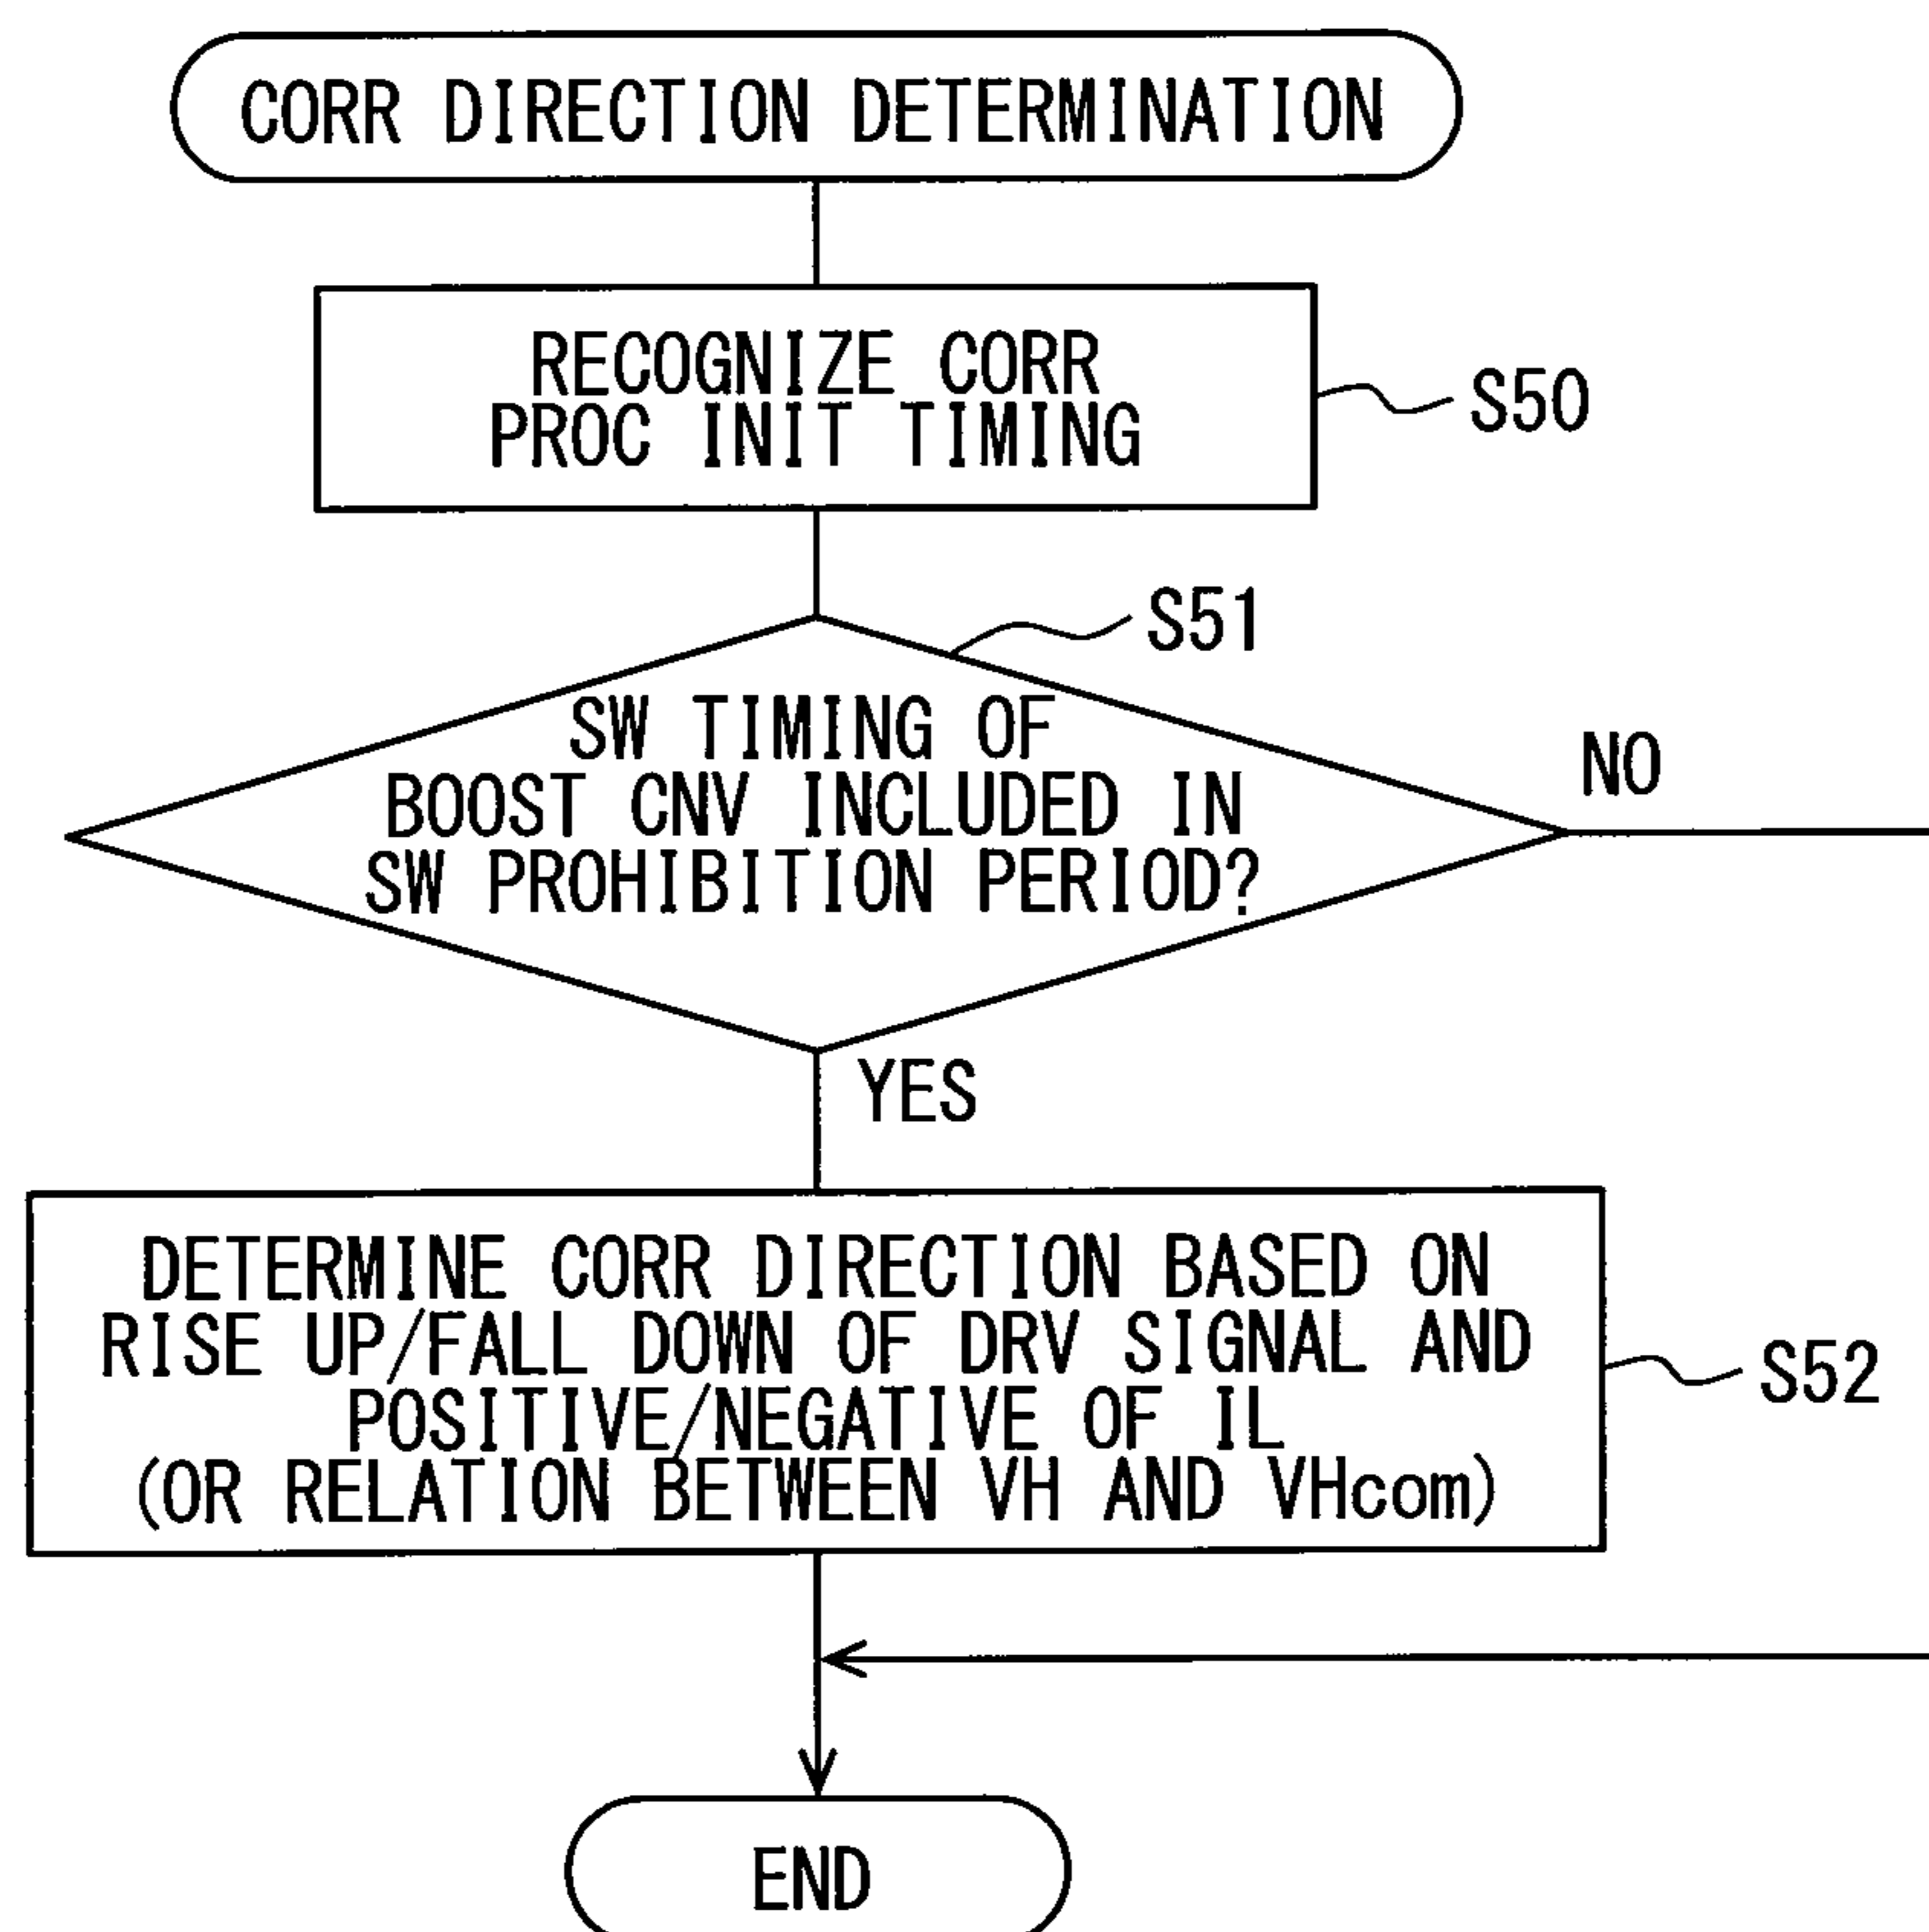 CORR DIRECTION DETERMINATION
RECOGNIZE CORR
PROC INIT TIMING
S50
S51
SW TIMING OF
BOOST CNV INCLUDED IN
SW PROHIBITION PERIOD?
NO
YES
DETERMINE CORR DIRECTION BASED ON
RISE UP/FALL DOWN OF DRV SIGNAL AND
POSITIVE/NEGATIVE OF IL
(OR RELATION BETWEEN VH AND VHcom)
S52
END